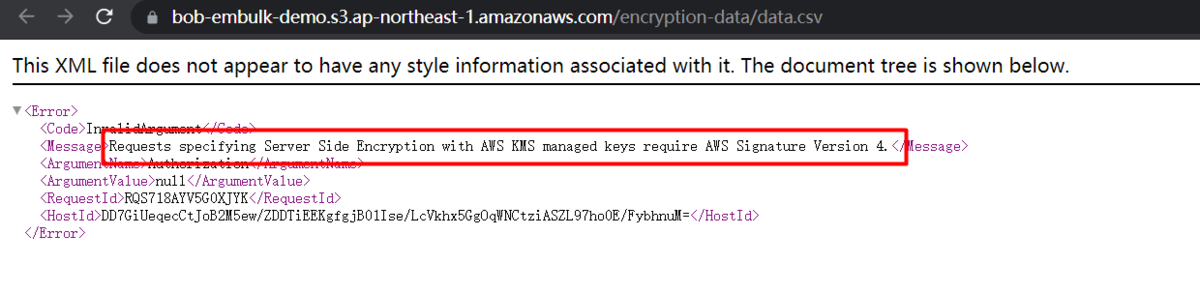 bob-embulk-demo.s3.ap-northeast-1.amazonaws.com/encryption-data/data.csv
This XML file does not appear to have any style information associated with it. The document tree is shown below.
▼<Error>
<Code>InvalidArgument</Code>
<Message>Requests specifying Server Side Encryption with AWS KMS managed keys require AWS Signature Version 4.</Message>
<ArgumentName>Authorization</ArgumentName>
<ArgumentValue>null</ArgumentValue>
<RequestId>RQS718AYV5G0XJYK</RequestId>
<HostId>DD7GiUeqecCtJoB2M5ew/ZDDTiEEKgfgjB01Ise/LcVkhx5GgOqWNCtziASZL97ho0E/FybhnuM=</HostId>
</Error>